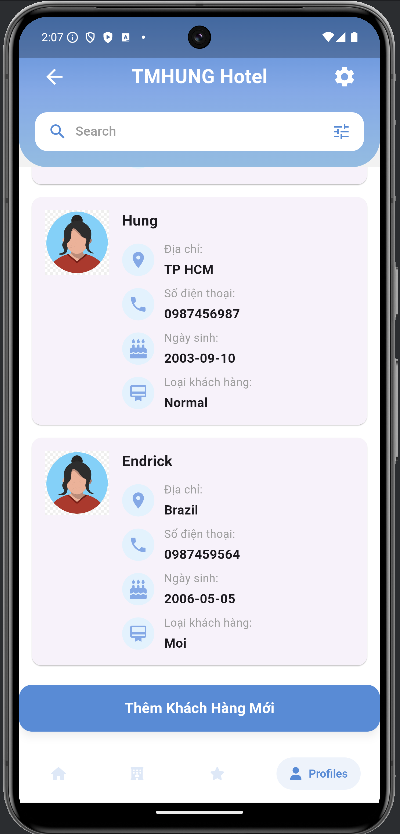 2:07
TMHUNG Hotel
Search
Hung
Địa chỉ:
TP HCM
Số điện thoại:
0987456987
Ngày sinh:
2003-09-10
Loại khách hàng:
Normal
Endrick
Địa chỉ:
Brazil
Số điện thoại:
0987459564
Ngày sinh:
2006-05-05
Loại khách hàng:
Moi
Thêm Khách Hàng Mới
Profiles